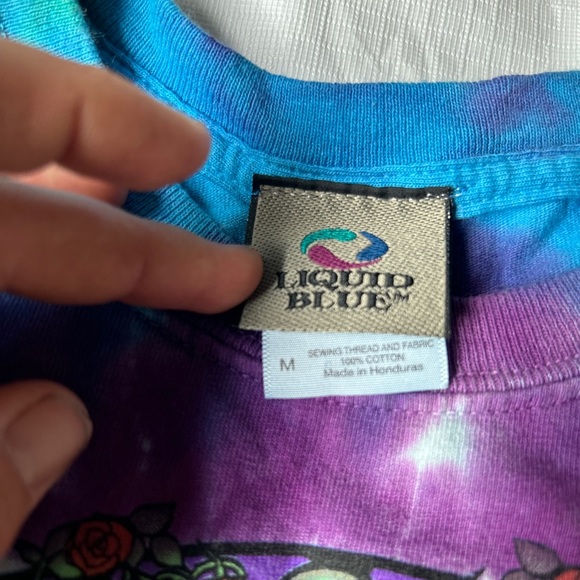 LIQUID
BLUE™
M
SEWING THREAD AND FABRIC
100% COTTON
Made in Honduras